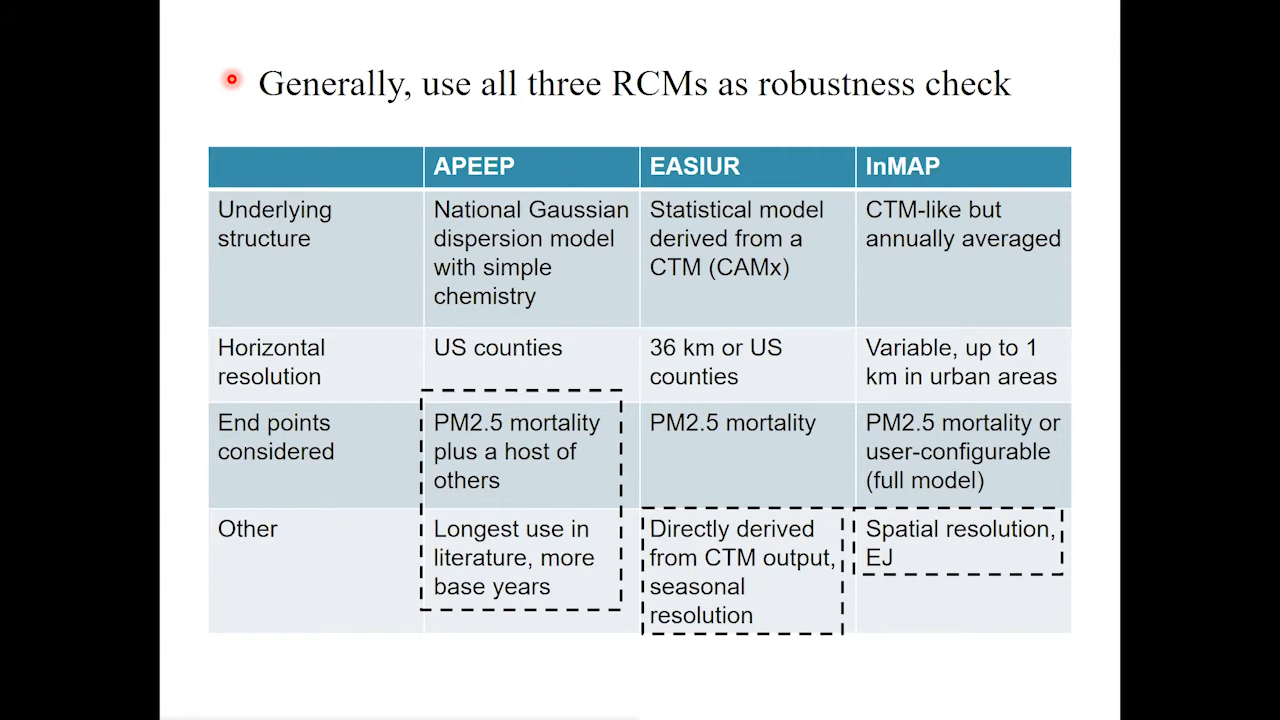 Generally, use all three RCMs as robustness check
APEEP
EASIUR
InMAP
Underlying
structure
National Gaussian
dispersion model
with simple
chemistry
Statistical model
derived from a
CTM (CAMx)
CTM-like but
annually averaged
Horizontal
resolution
US counties
36 km or US
counties
Variable, up to 1
km in urban areas
End points
considered
PM2.5 mortality
plus a host of
others
PM2.5 mortality
PM2.5 mortality or
user-configurable
(full model)
Other
Longest use in
literature, more
base years
Directly derived
from CTM output,
seasonal
resolution
Spatial resolution,
EJ